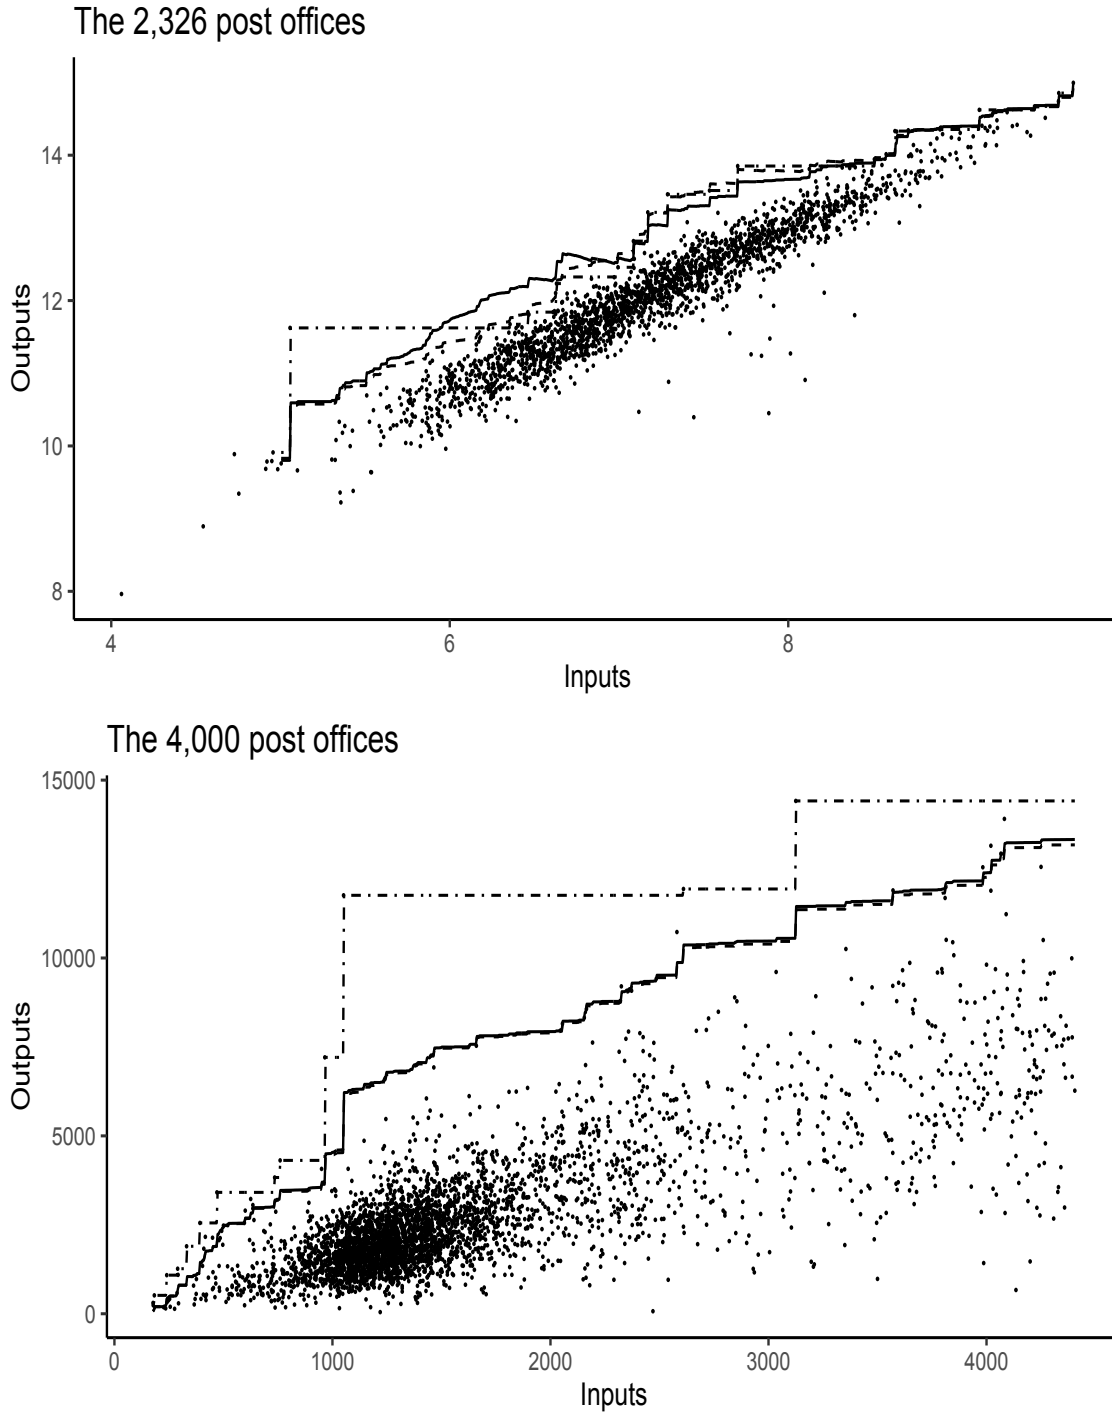 The 2,326 post offices
14
12
10
8
Outputs
4 6 8
Inputs
The 4,000 post offices
15000
10000
5000
0
Outputs
0 1000 2000 3000 4000
Inputs